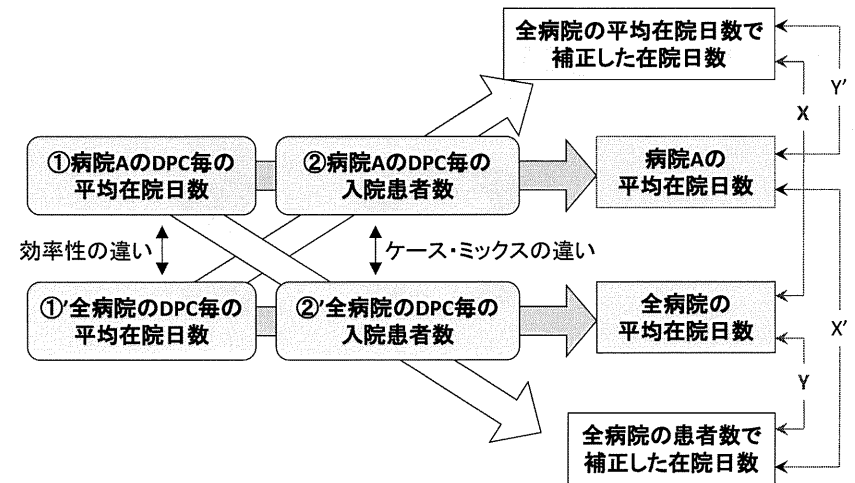 全病院の平均在院日数で
補正した在院日数
Y’
X
①病院AのDPC毎の
平均在院日数
②病院AのDPC毎の
入院患者数
病院Aの
平均在院日数
効率性の違い
ケース・ミックスの違い
①’全病院のDPC毎の
平均在院日数
②’全病院のDPC毎の
入院患者数
全病院の
平均在院日数
X’
Y
全病院の患者数で
補正した在院日数